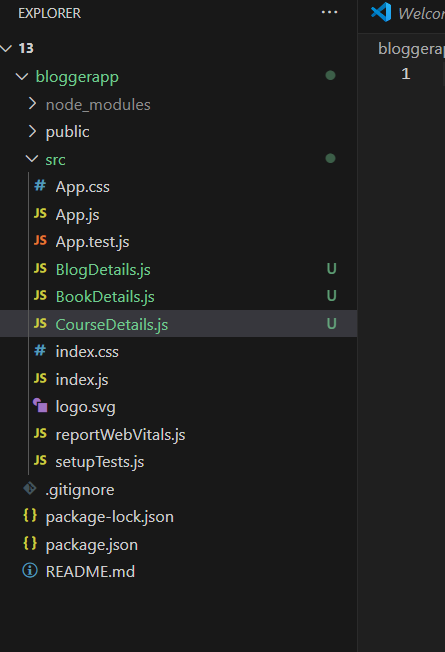 EXPLORER ...
13
bloggerapp
node_modules
public
src
# App.css
JS App.js
JS App.test.js
JS BlogDetails.js U
JS BookDetails.js U
JS CourseDetails.js U
# index.css
JS index.js
logo.svg
JS reportWebVitals.js
JS setupTests.js
.gitignore
{} package-lock.json
{} package.json
README.md
Welcom
bloggerap
1